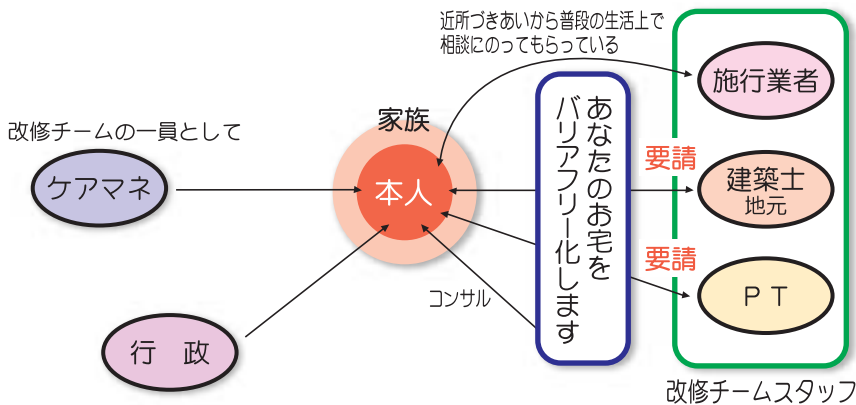 近所づきあいから普段の生活上で
相談にのってもらっている
施行業者
家族
あなたのお宅を
バリアフリー化します
改修チームの一員として
要請
ケアマネ
本人
建築士
地元
要請
コンサル
PT
行 政
改修チームスタッフ